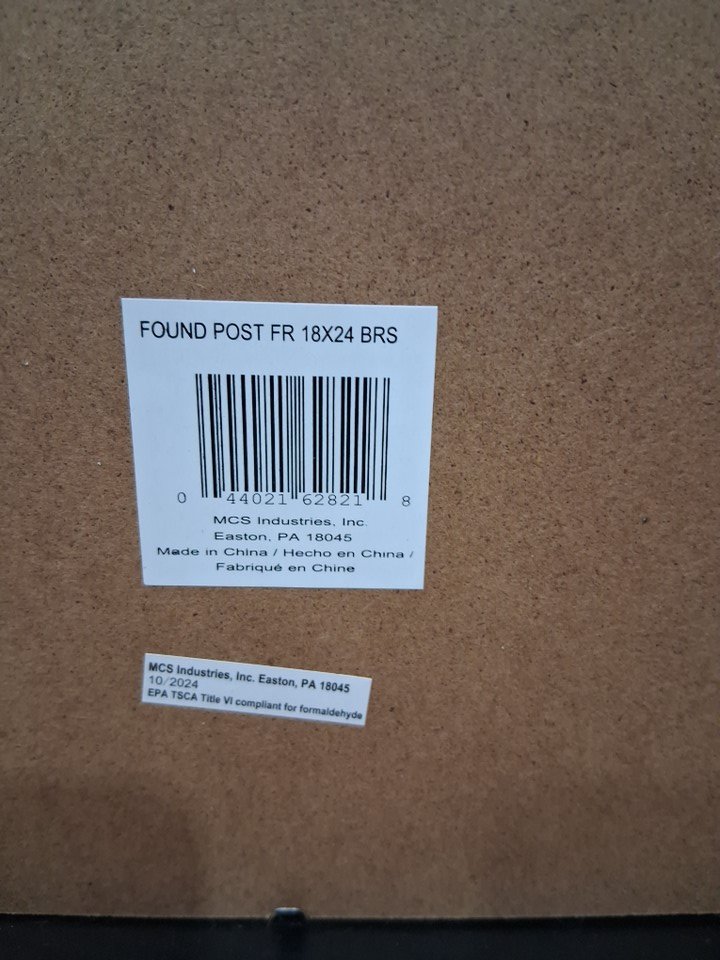 FOUND POST FR 18X24 BRS
0 44021 62821 8
MCS Industries, Inc.
Easton, PA 18045
Made in China / Hecho en China /
Fabriqué en Chine
MCS Industries, Inc. Easton, PA 18045
10/2024
EPA TSCA Title VI compliant for formaldehyde